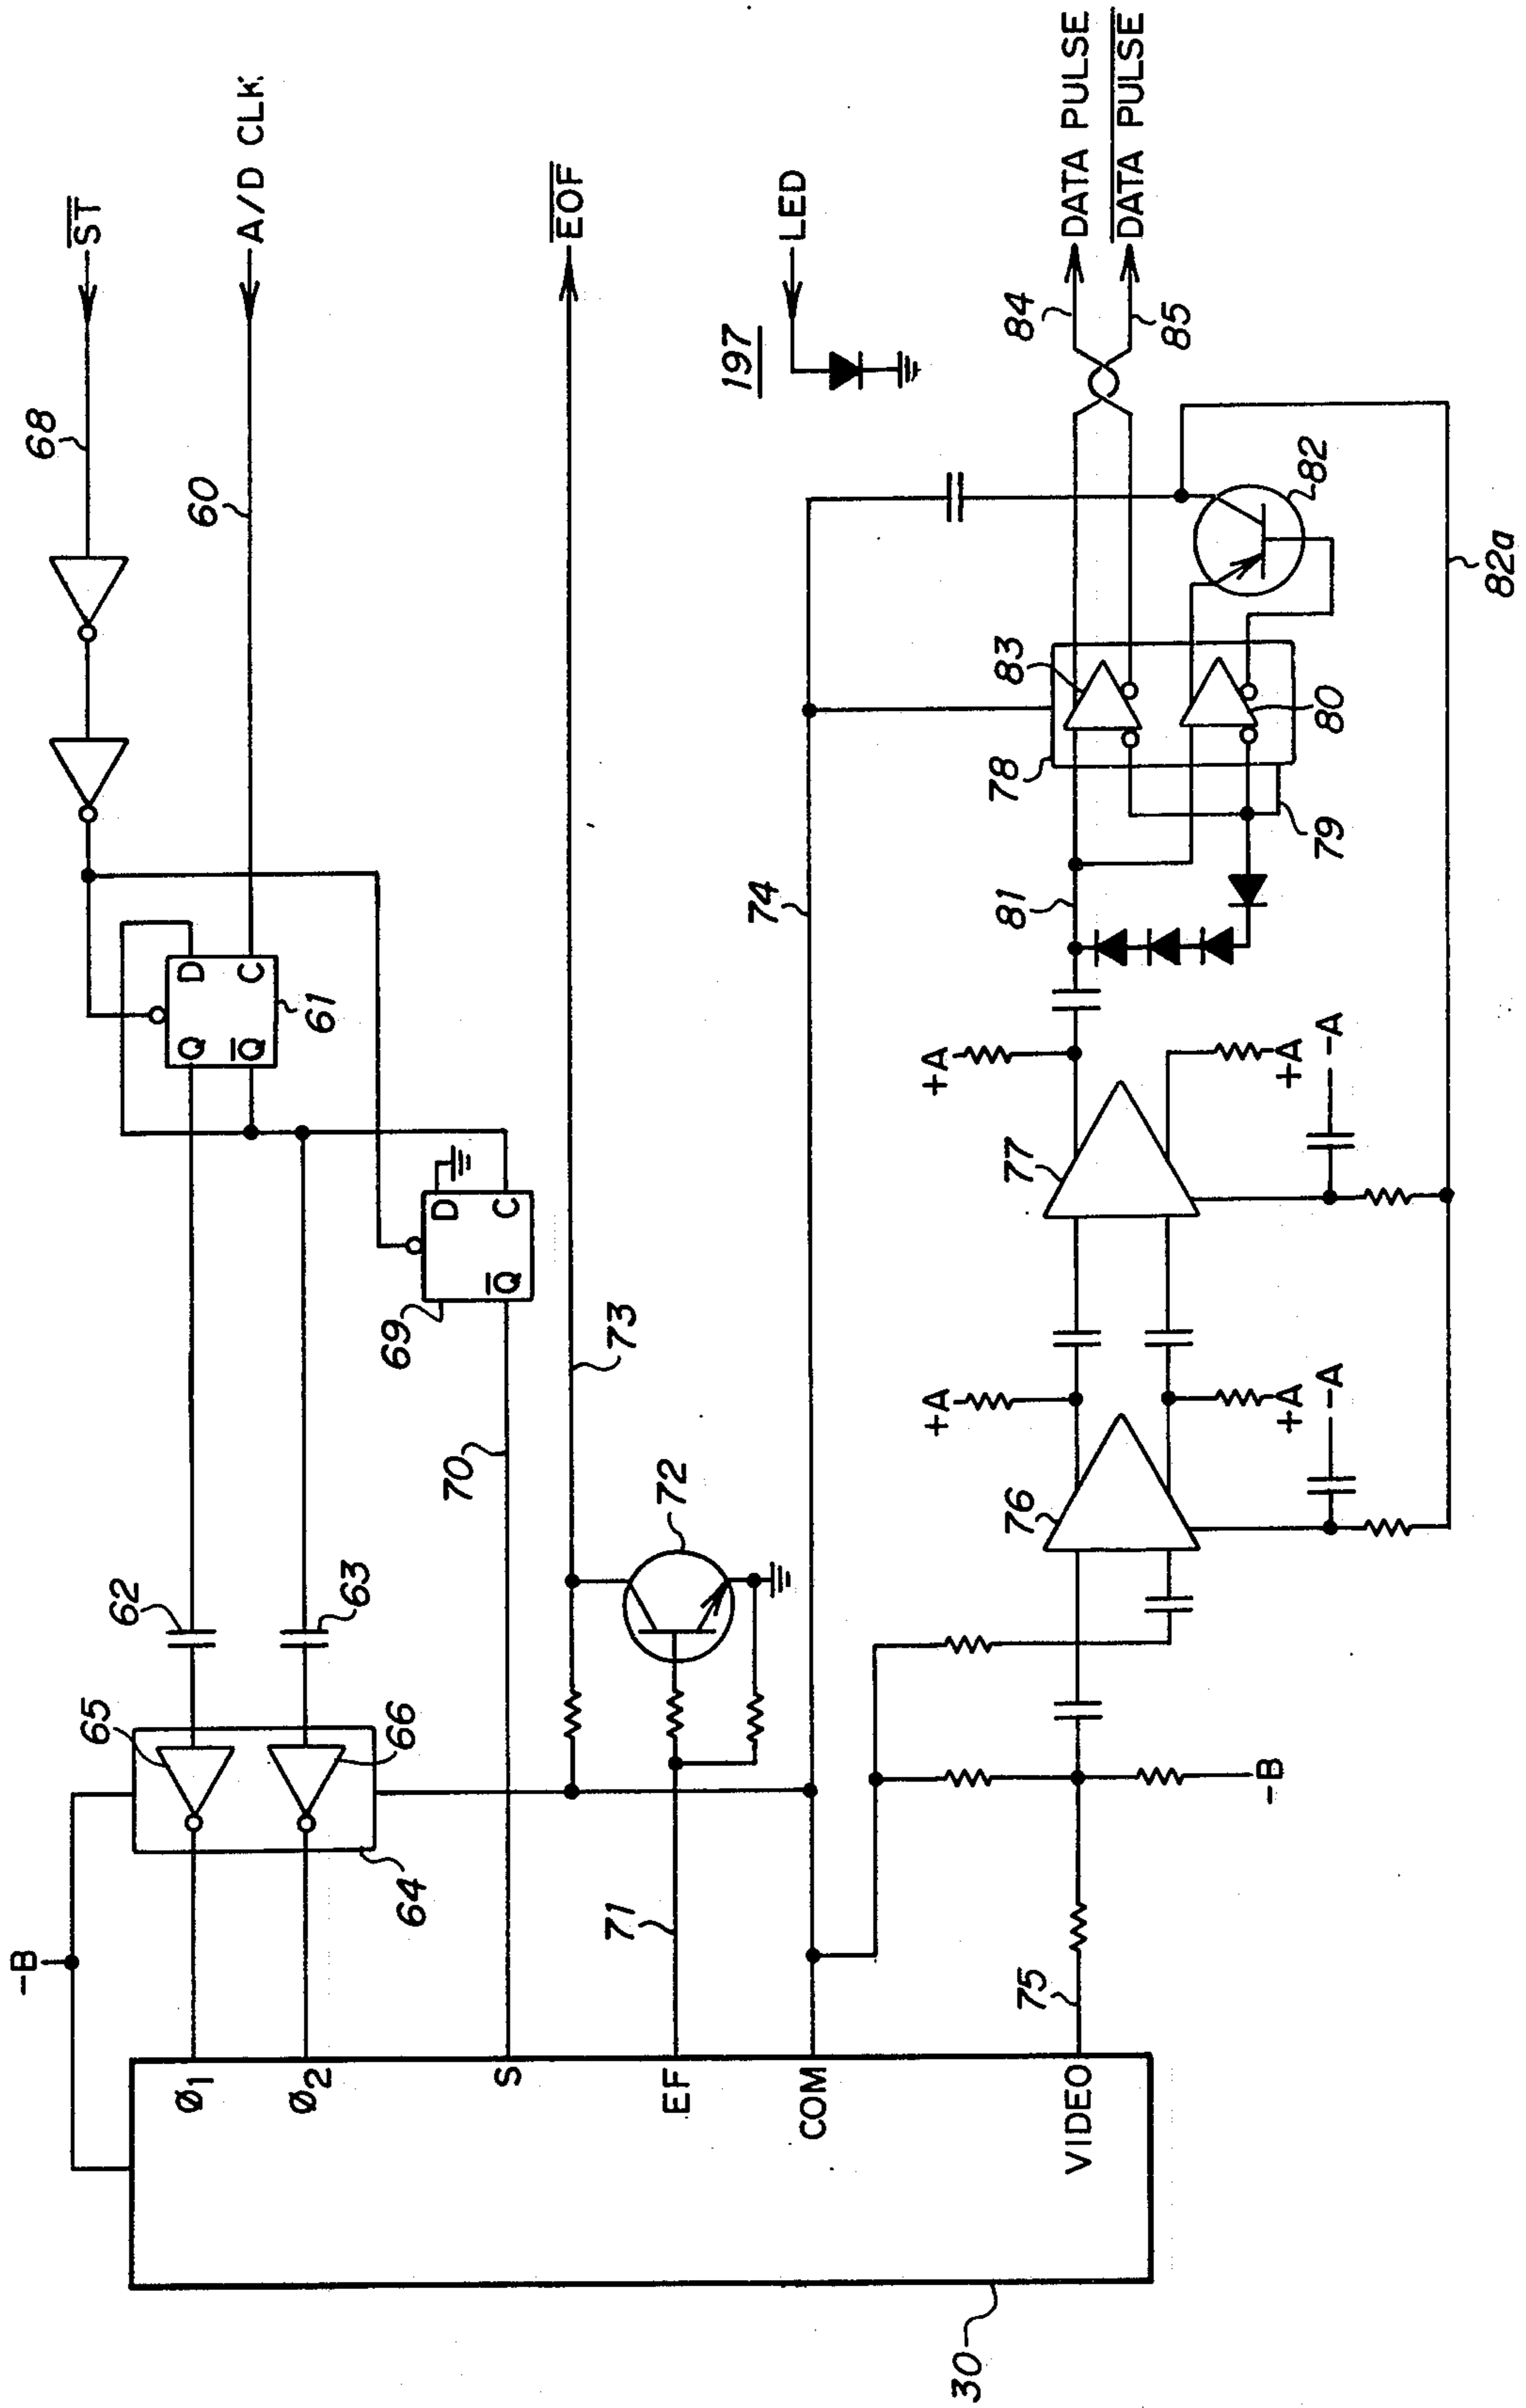 -B
30
Ø1
Ø2
S
EF
COM
VIDEO
64
65
66
62
63
68
ST
60
A/D CLK
61
Q
D
Q
C
69
D
Q
C
70
71
72
73
EOF
74
75
-B
76
+A
+A
-A
77
+A
+A
-A
81
78
79
83
80
82
82a
197
LED
84
85
DATA PULSE
DATA PULSE